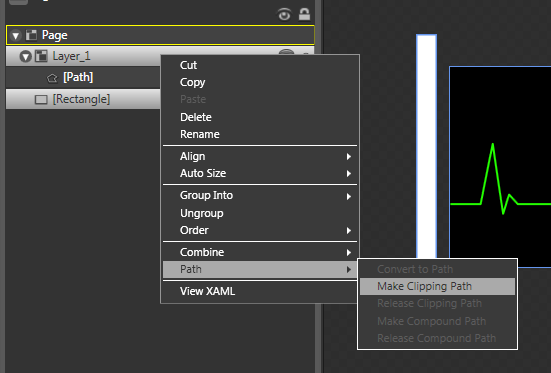 Page
Layer_1
[Path]
[Rectangle]
Cut
Copy
Paste
Delete
Rename
Align
Auto Size
Group Into
Ungroup
Order
Combine
Path
View XAML
Convert to Path
Make Clipping Path
Release Clipping Path
Make Compound Path
Release Compound Path